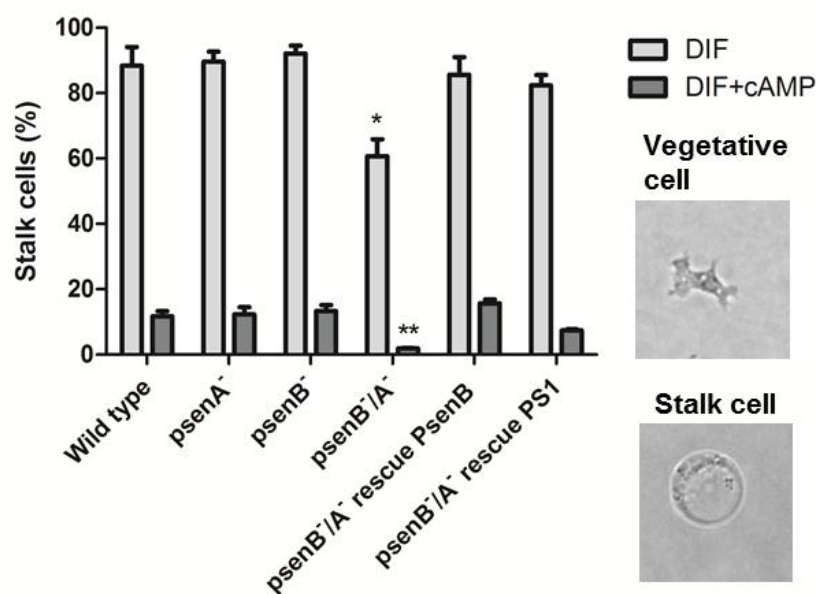 100
80
60
40
20
0
Stalk cells (%)
*
**
Wild type
psenA⁻
psenB⁻
psenB⁻/A⁻
psenB⁻/A⁻ rescue PsenB
psenB⁻/A⁻ rescue PS1
DIF
DIF+cAMP
Vegetative
cell
Stalk cell